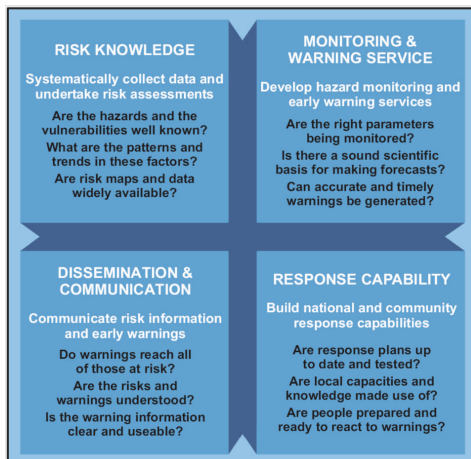 RISK KNOWLEDGE
Systematically collect data and
undertake risk assessments
Are the hazards and the
vulnerabilities well known?
What are the patterns and
trends in these factors?
Are risk maps and data
widely available?
MONITORING &
WARNING SERVICE
Develop hazard monitoring and
early warning services
Are the right parameters
being monitored?
Is there a sound scientific
basis for making forecasts?
Can accurate and timely
warnings be generated?
DISSEMINATION &
COMMUNICATION
Communicate risk information
and early warnings
Do warnings reach all
of those at risk?
Are the risks and
warnings understood?
Is the warning information
clear and useable?
RESPONSE CAPABILITY
Build national and community
response capabilities
Are response plans up
to date and tested?
Are local capacities and
knowledge made use of?
Are people prepared and
ready to react to warnings?